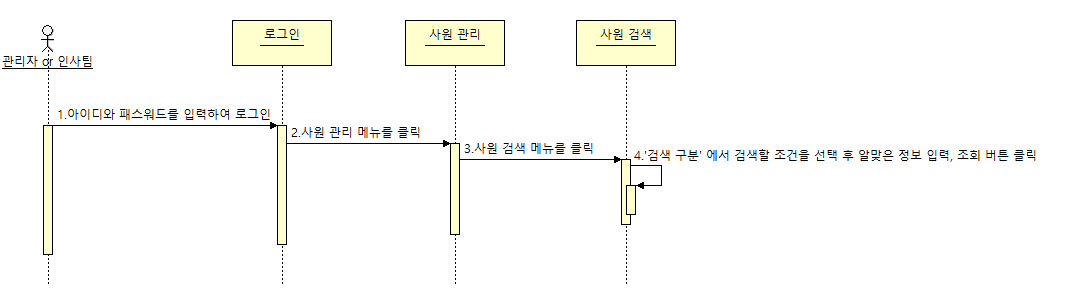 로그인
사원 관리
사원 검색
관리자 or 인사팀
1.아이디와 패스워드를 입력하여 로그인
2.사원 관리 메뉴를 클릭
3.사원 검색 메뉴를 클릭
4.'검색 구분' 에서 검색할 조건을 선택 후 알맞은 정보 입력, 조회 버튼 클릭